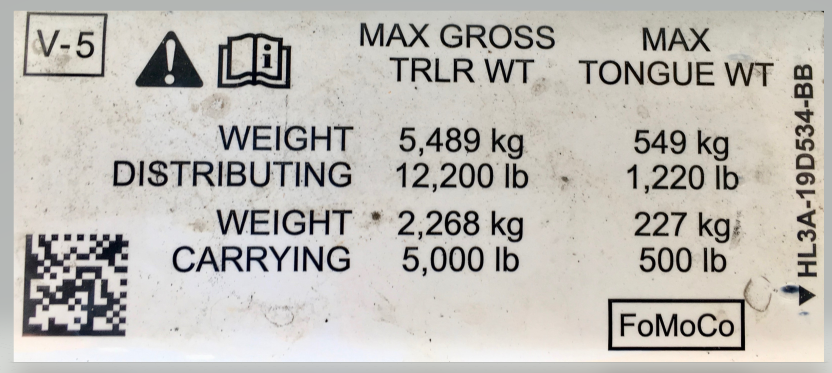 V-5
MAX GROSS MAX
TRLR WT TONGUE WT
WEIGHT 5,489 kg 549 kg
DISTRIBUTING 12,200 lb 1,220 lb
WEIGHT 2,268 kg 227 kg
CARRYING 5,000 lb 500 lb
FoMoCo
HL3A-19D534-BB